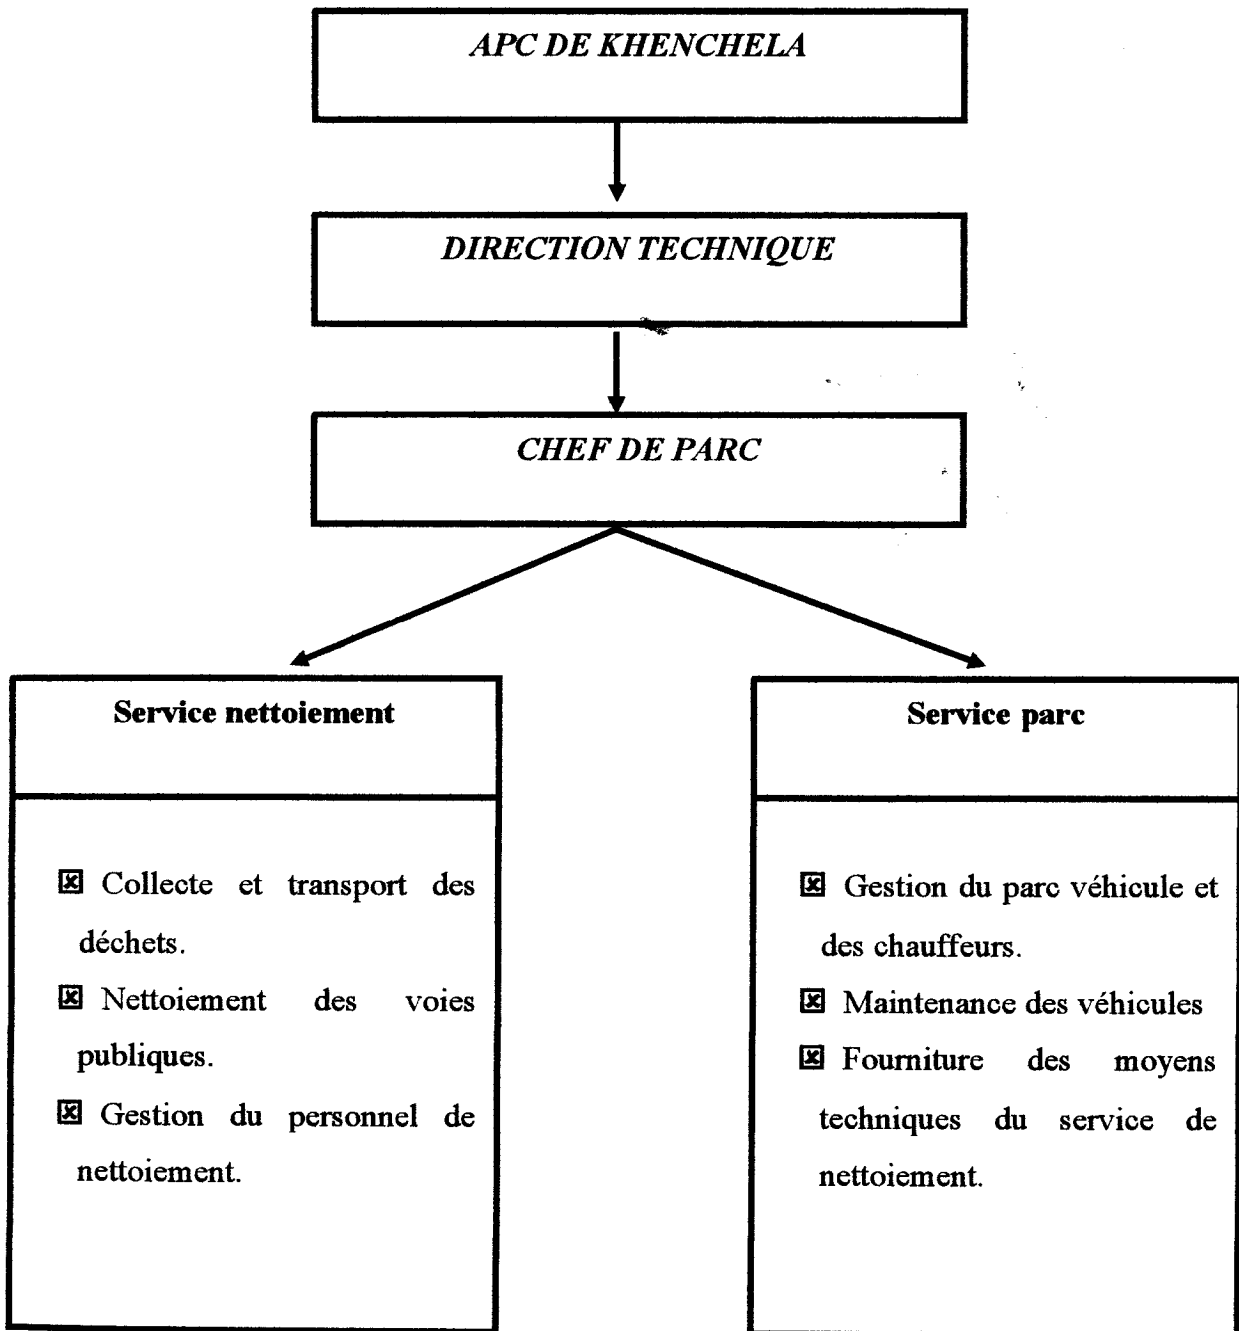 APC DE KHENCHELA
DIRECTION TECHNIQUE
CHEF DE PARC
Service nettoiement
☒ Collecte et transport des
déchets.
☒ Nettoiement des voies
publiques.
☒ Gestion du personnel de
nettoiement.
Service parc
☒ Gestion du parc véhicule et
des chauffeurs.
☒ Maintenance des véhicules
☒ Fourniture des moyens
techniques du service de
nettoiement.